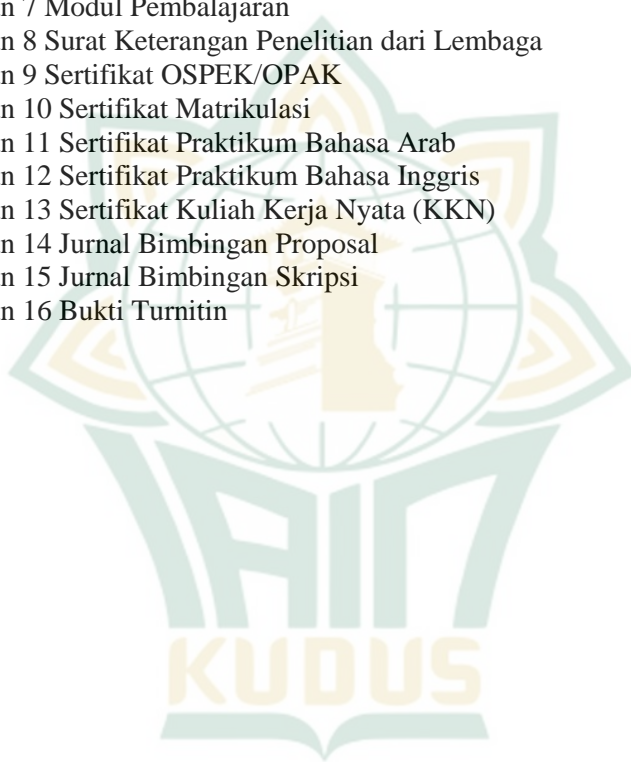 n 7 Modul Pembalajaran
n 8 Surat Keterangan Penelitian dari Lembaga
n 9 Sertifikat OSPEK/OPAK
n 10 Sertifikat Matrikulasi
n 11 Sertifikat Praktikum Bahasa Arab
n 12 Sertifikat Praktikum Bahasa Inggris
n 13 Sertifikat Kuliah Kerja Nyata (KKN)
n 14 Jurnal Bimbingan Proposal
n 15 Jurnal Bimbingan Skripsi
n 16 Bukti Turnitin
IAIN
KUDUS